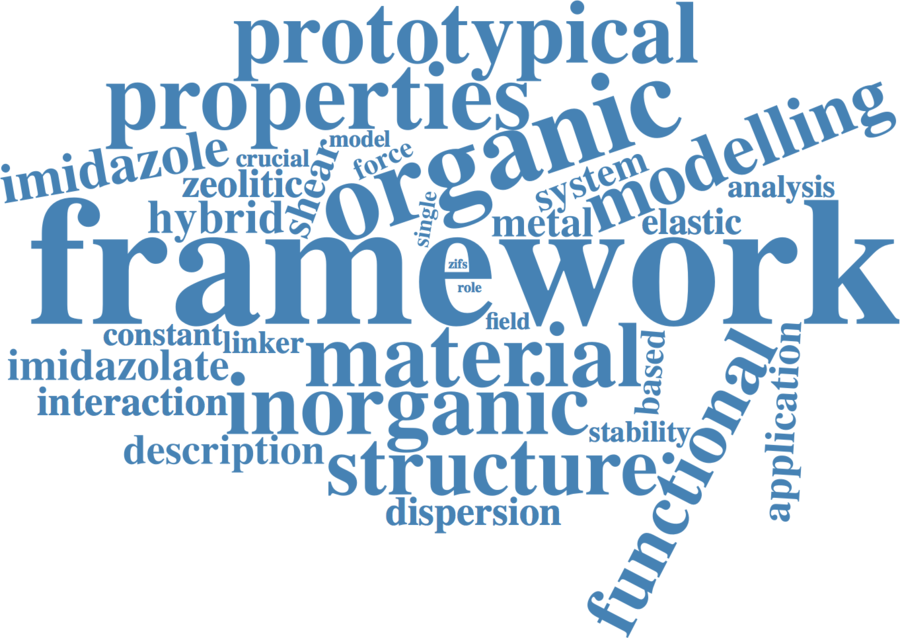 prototypical
properties
organic
modelling
imidazole
crucial
model
force
shear
zeolitic
system
analysis
hybrid
single
metal
elastic
framework
zifs
role
field
constant
linker
material
based
application
functional
imidazolate
interaction
inorganic
stability
description
structure
dispersion